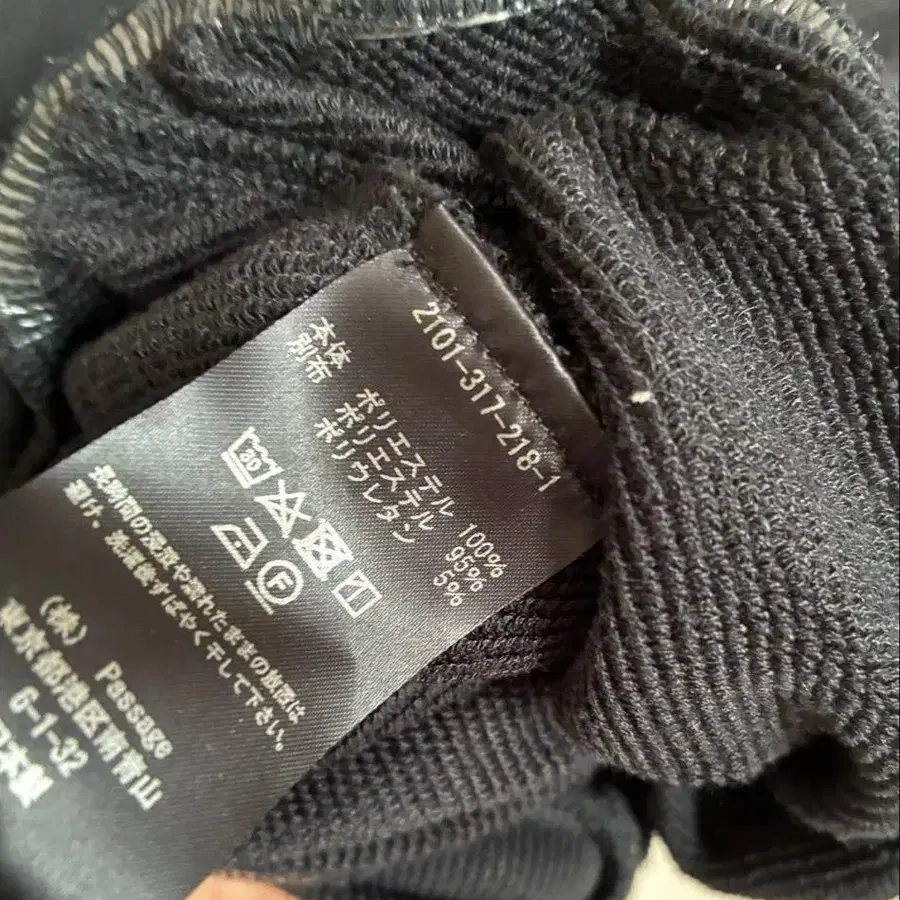 2101-317-218-1
本体 ポリエステル 100%
別布 ポリエステル 95%
ポリウレタン 5%
30
F
長時間の浸漬や濡れたままの放置は
避け、洗濯後すばやく干して下さい。
(株) Passage
東京都港区南青山
6-1-32
日本製